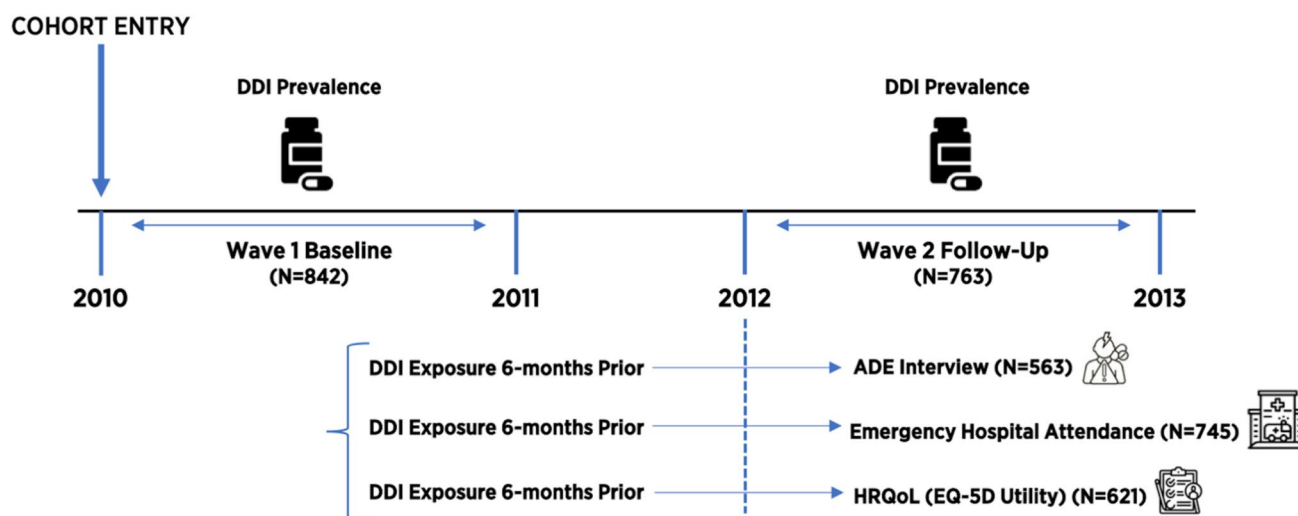 COHORT ENTRY
DDI Prevalence
DDI Prevalence
Wave 1 Baseline
(N=842)
Wave 2 Follow-Up
(N=763)
2010
2011
2012
2013
DDI Exposure 6-months Prior
ADE Interview (N=563)
DDI Exposure 6-months Prior
Emergency Hospital Attendance (N=745)
DDI Exposure 6-months Prior
HRQoL (EQ-5D Utility) (N=621)